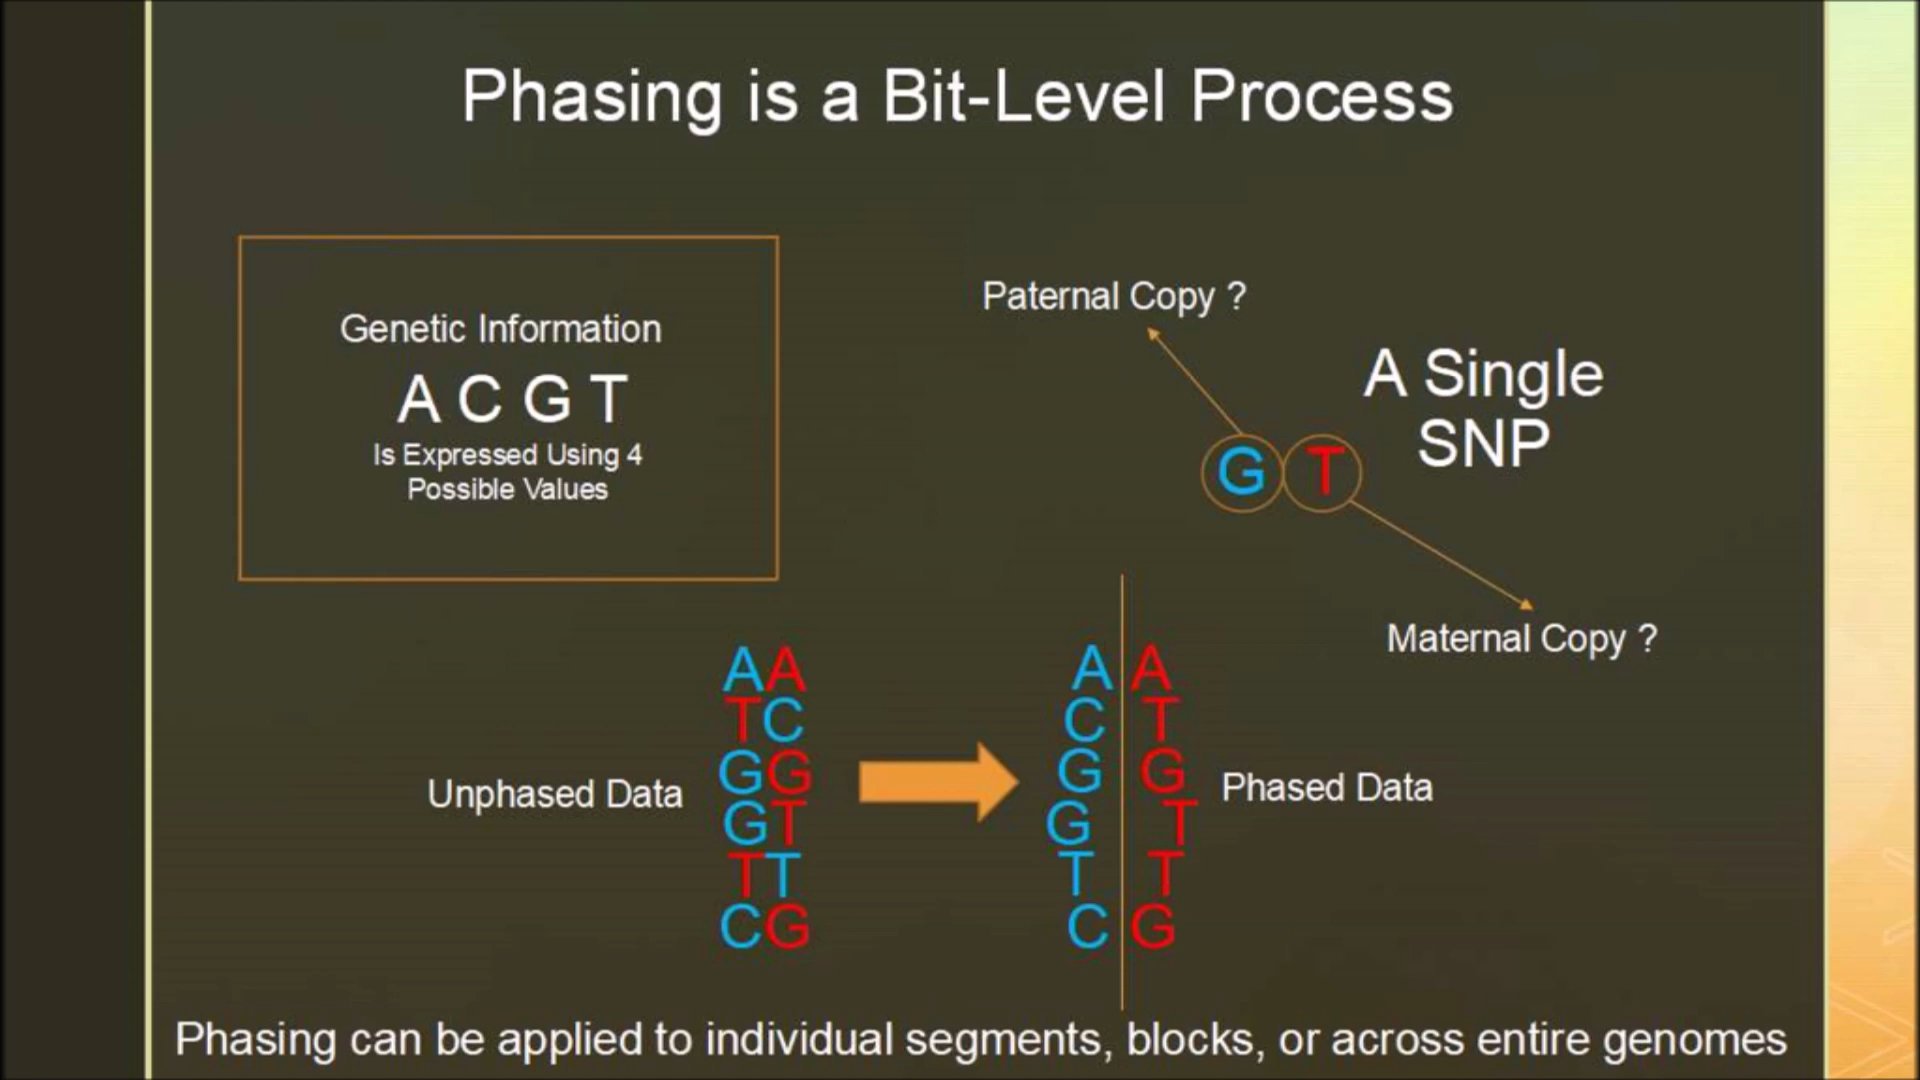 Phasing is a Bit-Level Process
Genetic Information
A C G T
Is Expressed Using 4
Possible Values
Paternal Copy ?
A Single
SNP
G T
Maternal Copy ?
Unphased Data
AA
TC
GG
GT
TT
CG
A A
C T
G G
G T
T T
C G
Phased Data
Phasing can be applied to individual segments, blocks, or across entire genomes